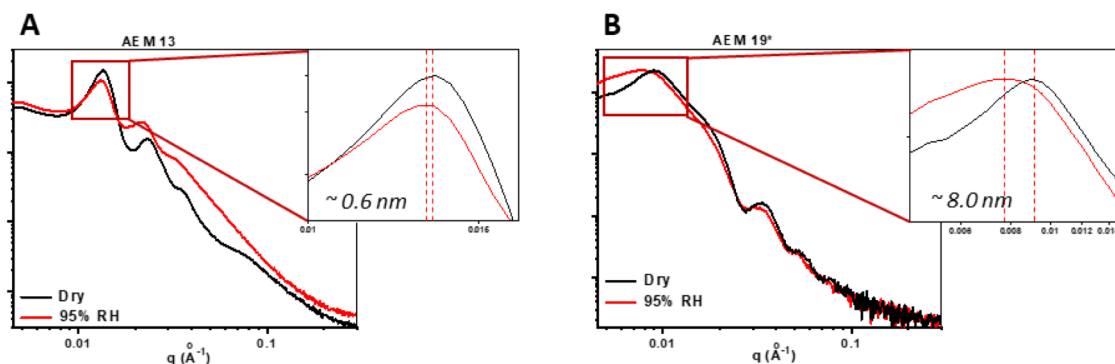 A
AEM 13
0.01
0.016
~ 0.6 nm
Dry
95% RH
0.01
0.1
q (Å⁻¹)
B
AEM 19*
0.006
0.008
0.010
0.012
~ 8.0 nm
Dry
95% RH
0.01
0.1
q (Å⁻¹)